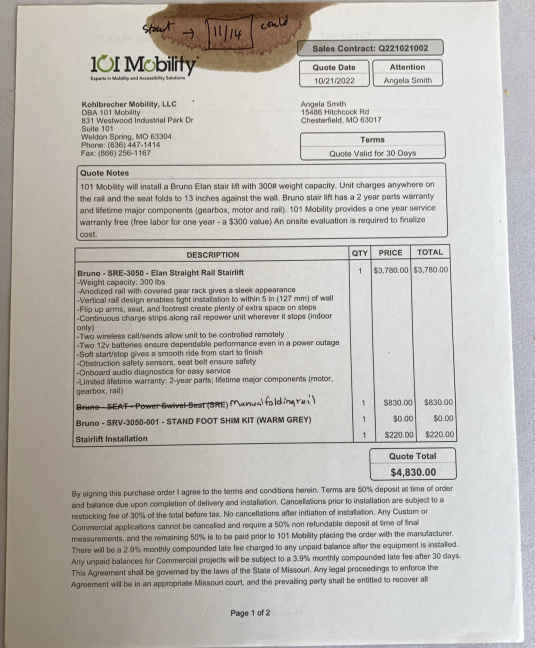 start → 11/14 could
101 Mobility
Experts in Mobility and Accessibility Solutions
Sales Contract: Q221021002
Quote Date Attention
10/21/2022 Angela Smith
Kohlbrecher Mobility, LLC
DBA 101 Mobility
831 Westwood Industrial Park Dr
Suite 101
Weldon Spring, MO 63304
Phone: (636) 447-1414
Fax: (866) 256-1167
Angela Smith
15486 Hitchcock Rd
Chesterfield, MO 63017
Terms
Quote Valid for 30 Days
Quote Notes
101 Mobility will install a Bruno Elan stair lift with 300# weight capacity. Unit charges anywhere on
the rail and the seat folds to 13 inches against the wall. Bruno stair lift has a 2 year parts warranty
and lifetime major components (gearbox, motor and rail). 101 Mobility provides a one year service
warranty free (free labor for one year - a $300 value) An onsite evaluation is required to finalize
cost.
DESCRIPTION QTY PRICE TOTAL
Bruno - SRE-3050 - Elan Straight Rail Stairlift 1 $3,780.00 $3,780.00
-Weight capacity: 300 lbs
-Anodized rail with covered gear rack gives a sleek appearance
-Vertical rail design enables tight installation to within 5 in (127 mm) of wall
-Flip up arms, seat, and footrest create plenty of extra space on steps
-Continuous charge strips along rail repower unit wherever it stops (indoor
only)
-Two wireless call/sends allow unit to be controlled remotely
-Two 12v batteries ensure dependable performance even in a power outage
-Soft start/stop gives a smooth ride from start to finish
-Obstruction safety sensors, seat belt ensure safety
-Onboard audio diagnostics for easy service
-Limited lifetime warranty: 2-year parts; lifetime major components (motor,
gearbox, rail)
Bruno - SEAT - Power Swivel Seat (SRE) Manual folding rail 1 $830.00 $830.00
Bruno - SRV-3050-001 - STAND FOOT SHIM KIT (WARM GREY) 1 $0.00 $0.00
Stairlift Installation 1 $220.00 $220.00
Quote Total
$4,830.00
By signing this purchase order I agree to the terms and conditions herein. Terms are 50% deposit at time of order
and balance due upon completion of delivery and installation. Cancellations prior to installation are subject to a
restocking fee of 30% of the total before tax. No cancellations after initiation of installation. Any Custom or
Commercial applications cannot be cancelled and require a 50% non refundable deposit at time of final
measurements, and the remaining 50% is to be paid prior to 101 Mobility placing the order with the manufacturer.
There will be a 2.9% monthly compounded late fee charged to any unpaid balance after the equipment is installed.
Any unpaid balances for Commercial projects will be subject to a 3.9% monthly compounded late fee after 30 days.
This Agreement shall be governed by the laws of the State of Missouri. Any legal proceedings to enforce the
Agreement will be in an appropriate Missouri court, and the prevailing party shall be entitled to recover all
Page 1 of 2